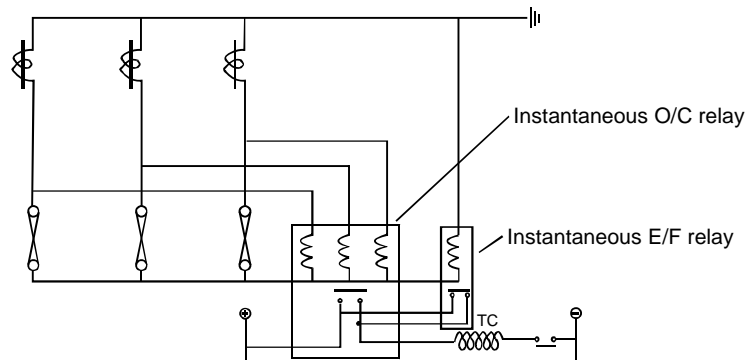 Instantaneous O/C relay
Instantaneous E/F relay
+
−
TC